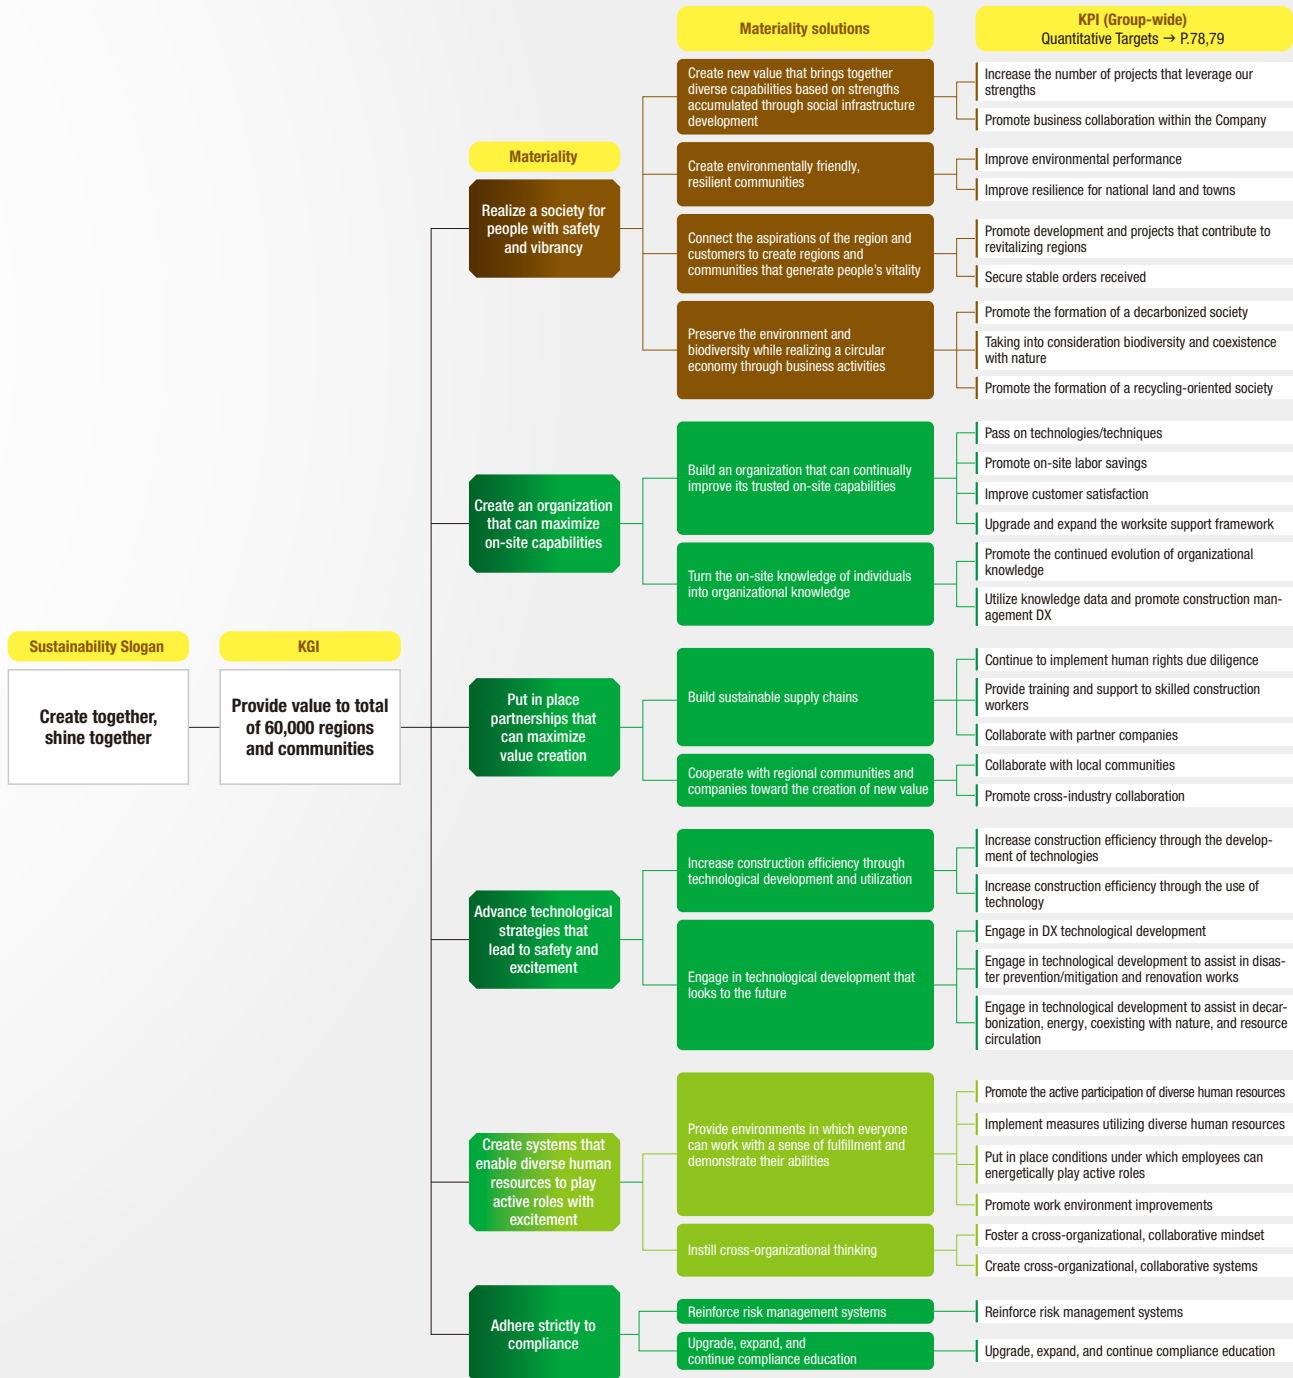 Sustainability Slogan
Create together,
shine together
KGI
Provide value to total
of 60,000 regions
and communities
Materiality
Materiality solutions
KPI (Group-wide)
Quantitative Targets → P.78,79
Realize a society for
people with safety
and vibrancy
Create new value that brings together
diverse capabilities based on strengths
accumulated through social infrastructure
development
Increase the number of projects that leverage our
strengths
Promote business collaboration within the Company
Create environmentally friendly,
resilient communities
Improve environmental performance
Improve resilience for national land and towns
Connect the aspirations of the region and
customers to create regions and
communities that generate people's vitality
Promote development and projects that contribute to
revitalizing regions
Secure stable orders received
Preserve the environment and
biodiversity while realizing a circular
economy through business activities
Promote the formation of a decarbonized society
Taking into consideration biodiversity and coexistence
with nature
Promote the formation of a recycling-oriented society
Create an organization
that can maximize
on-site capabilities
Build an organization that can continually
improve its trusted on-site capabilities
Pass on technologies/techniques
Promote on-site labor savings
Improve customer satisfaction
Upgrade and expand the worksite support framework
Turn the on-site knowledge of individuals
into organizational knowledge
Promote the continued evolution of organizational
knowledge
Utilize knowledge data and promote construction man-
agement DX
Put in place
partnerships that
can maximize
value creation
Build sustainable supply chains
Continue to implement human rights due diligence
Provide training and support to skilled construction
workers
Collaborate with partner companies
Cooperate with regional communities and
companies toward the creation of new value
Collaborate with local communities
Promote cross-industry collaboration
Advance technological
strategies that
lead to safety and
excitement
Increase construction efficiency through
technological development and utilization
Increase construction efficiency through the develop-
ment of technologies
Increase construction efficiency through the use of
technology
Engage in technological development that
looks to the future
Engage in DX technological development
Engage in technological development to assist in disas-
ter prevention/mitigation and renovation works
Engage in technological development to assist in decar-
bonization, energy, coexisting with nature, and resource
circulation
Create systems that
enable diverse human
resources to play
active roles with
excitement
Provide environments in which everyone
can work with a sense of fulfillment and
demonstrate their abilities
Promote the active participation of diverse human resources
Implement measures utilizing diverse human resources
Put in place conditions under which employees can
energetically play active roles
Promote work environment improvements
Instill cross-organizational thinking
Foster a cross-organizational, collaborative mindset
Create cross-organizational, collaborative systems
Adhere strictly to
compliance
Reinforce risk management systems
Reinforce risk management systems
Upgrade, expand, and
continue compliance education
Upgrade, expand, and continue compliance education